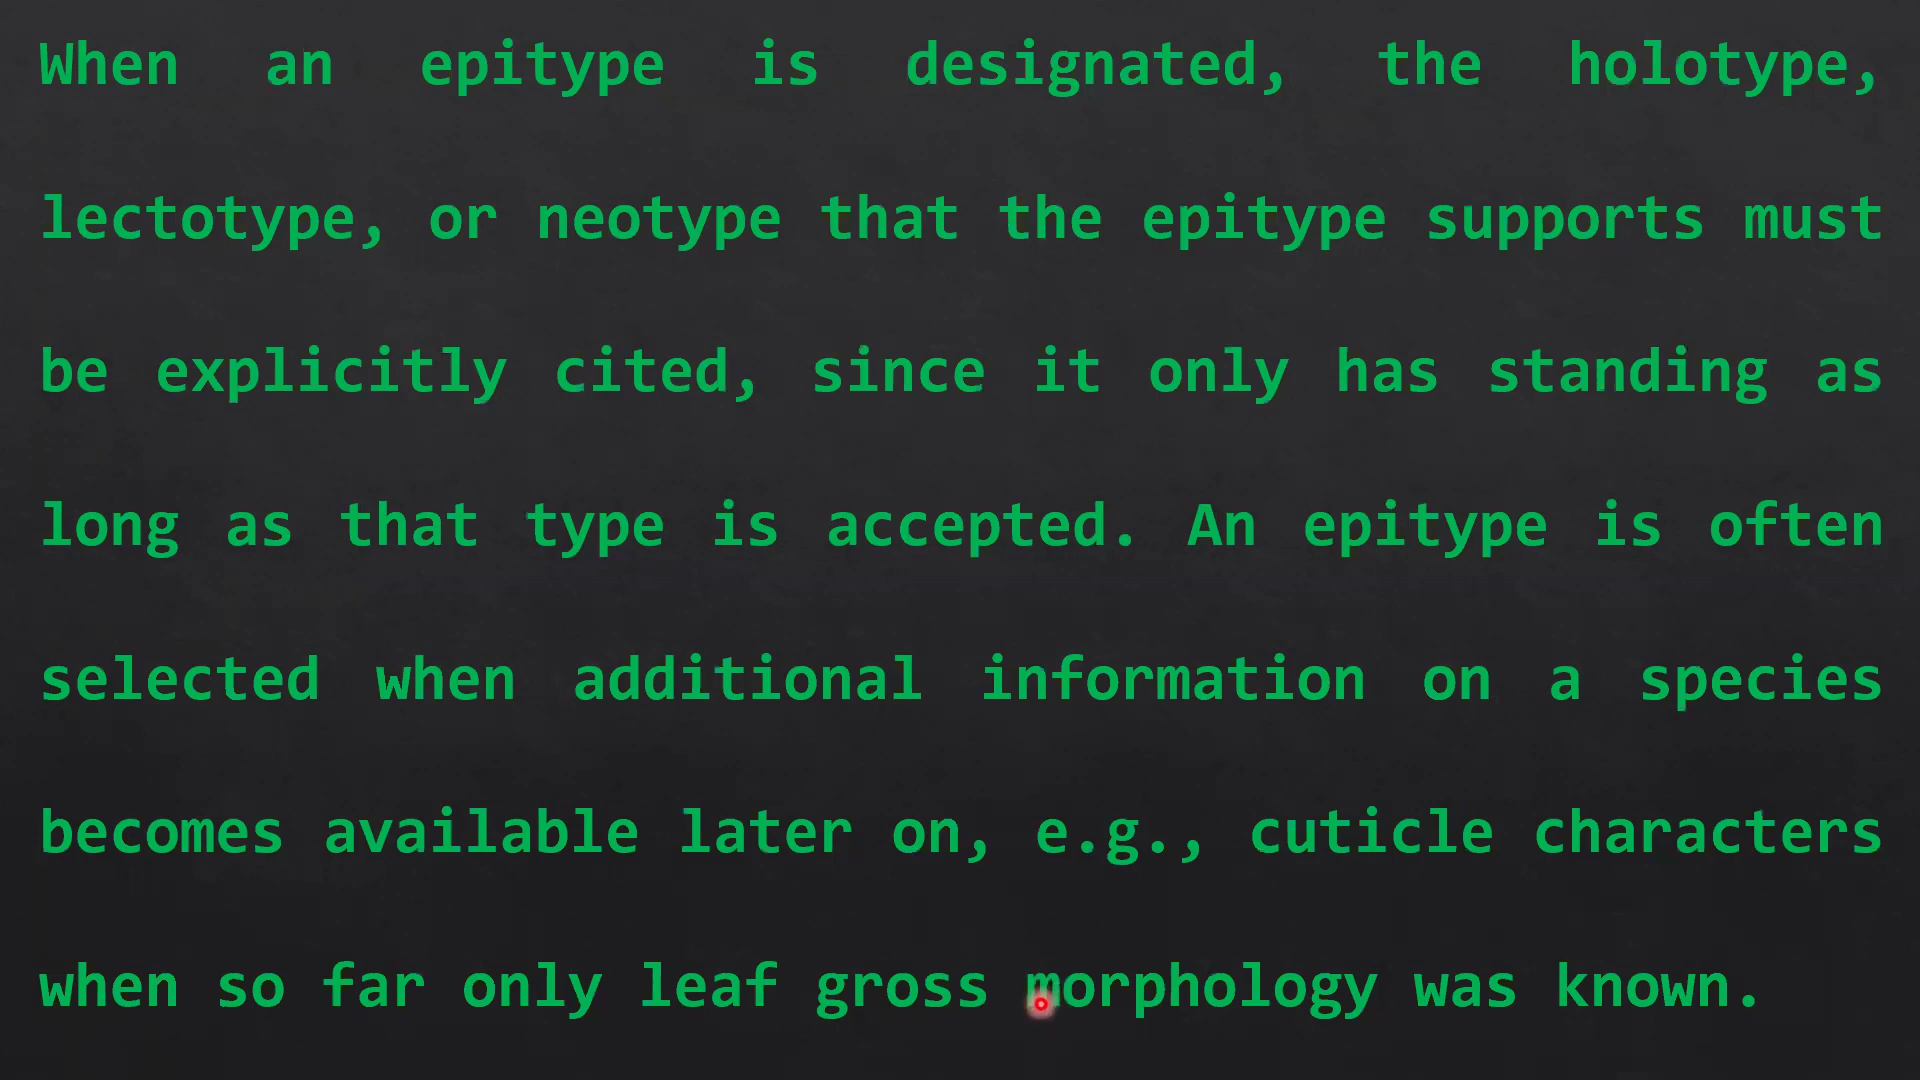 When an epitype is designated, the holotype,
lectotype, or neotype that the epitype supports must
be explicitly cited, since it only has standing as
long as that type is accepted. An epitype is often
selected when additional information on a species
becomes available later on, e.g., cuticle characters
when so far only leaf gross morphology was known.